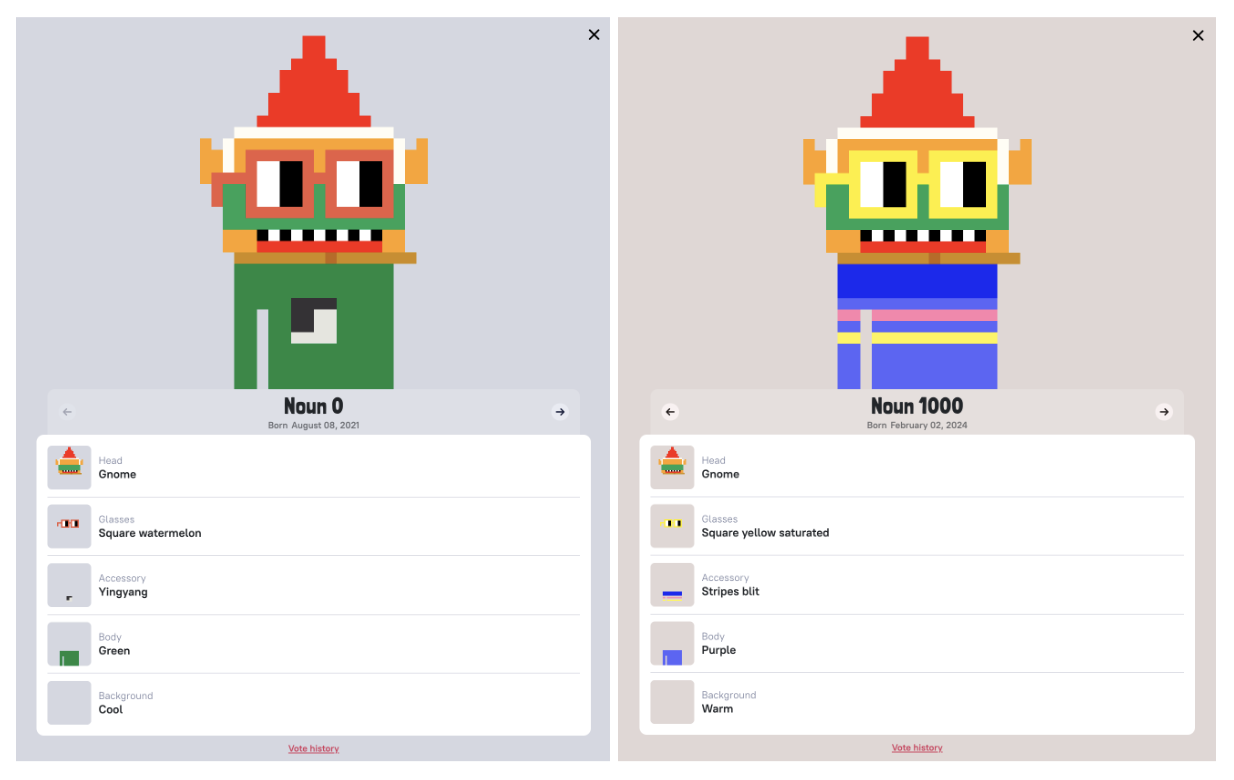 Noun 0
Born August 08, 2021
Head
Gnome
Glasses
Square watermelon
Accessory
Yingyang
Body
Green
Background
Cool
Vote history
Noun 1000
Born February 02, 2024
Head
Gnome
Glasses
Square yellow saturated
Accessory
Stripes blit
Body
Purple
Background
Warm
Vote history